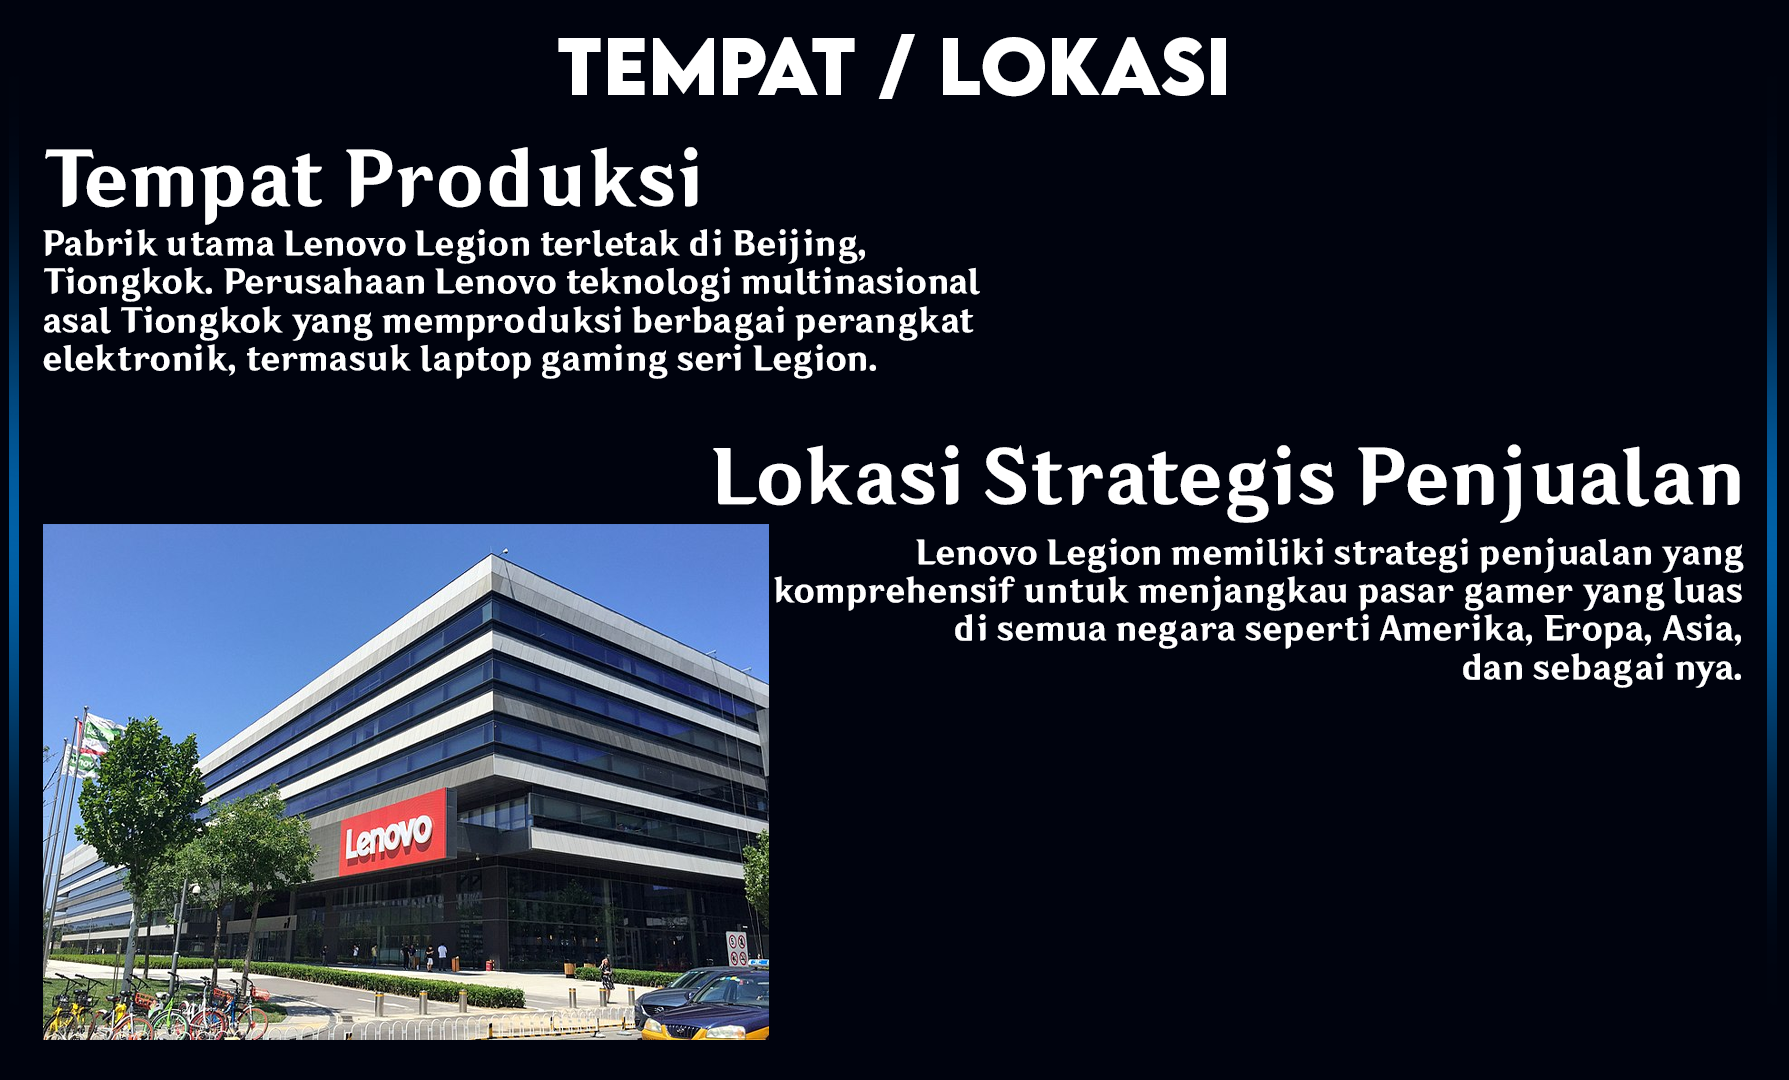 TEMPAT / LOKASI
Tempat Produksi
Pabrik utama Lenovo Legion terletak di Beijing,
Tiongkok. Perusahaan Lenovo teknologi multinasional
asal Tiongkok yang memproduksi berbagai perangkat
elektronik, termasuk laptop gaming seri Legion.
Lokasi Strategis Penjualan
Lenovo Legion memiliki strategi penjualan yang
komprehensif untuk menjangkau pasar gamer yang luas
di semua negara seperti Amerika, Eropa, Asia,
dan sebagai nya.
Lenovo